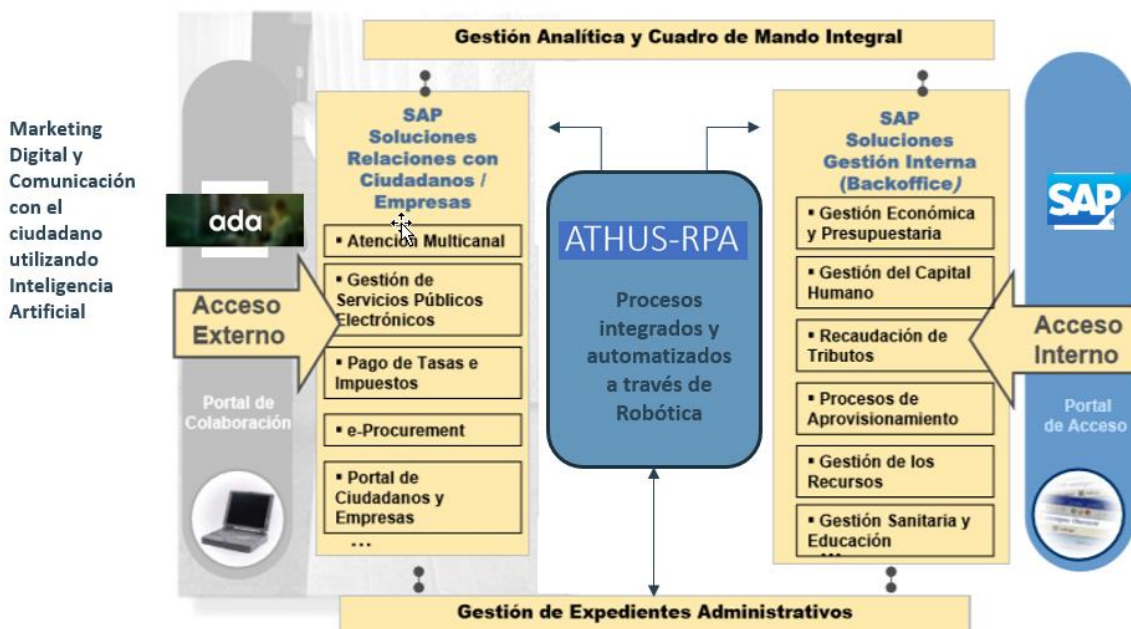 Gestión Analítica y Cuadro de Mando Integral
Marketing
Digital y
Comunicación
con el
ciudadano
utilizando
Inteligencia
Artificial
ada
Acceso
Externo
Portal de
Colaboración
SAP
Soluciones
Relaciones con
Ciudadanos /
Empresas
▪ Atención Multicanal
▪ Gestión de
Servicios Públicos
Electrónicos
▪ Pago de Tasas e
Impuestos
▪ e-Procurement
▪ Portal de
Ciudadanos y
Empresas
...
ATHUS-RPA
Procesos
integrados y
automatizados
a través de
Robótica
SAP
Soluciones
Gestión Interna
(Backoffice)
▪ Gestión Económica
y Presupuestaria
▪ Gestión del Capital
Humano
▪ Recaudación de
Tributos
▪ Procesos de
Aprovisionamiento
▪ Gestión de los
Recursos
▪ Gestión Sanitaria y
Educación
...
SAP
Acceso
Interno
Portal
de Acceso
Gestión de Expedientes Administrativos